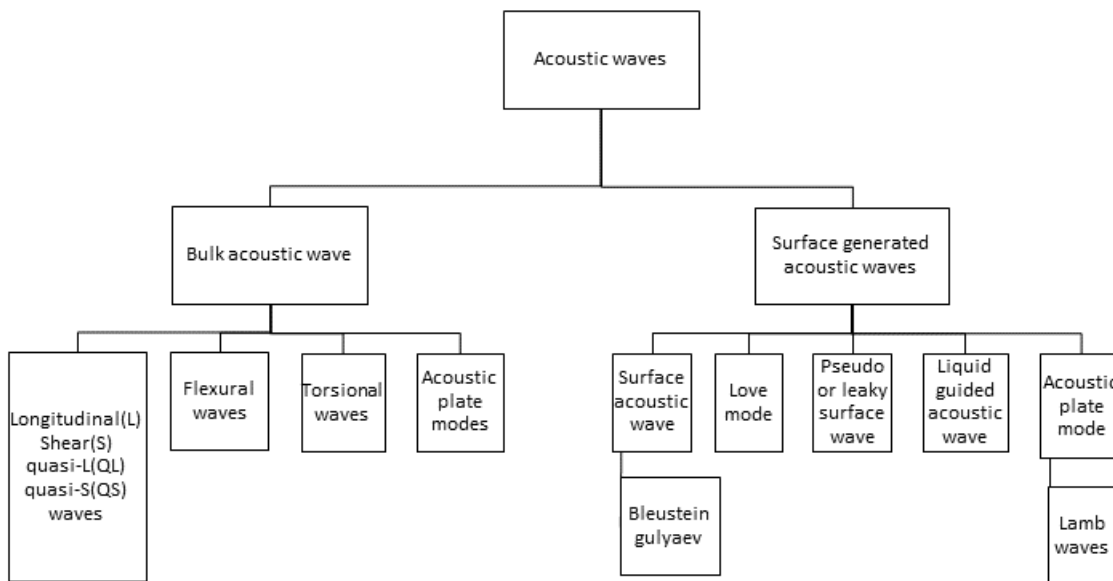 Acoustic waves
Bulk acoustic wave
Surface generated
acoustic waves
Longitudinal(L)
Shear(S)
quasi-L(QL)
quasi-S(QS)
waves
Flexural
waves
Torsional
waves
Acoustic
plate
modes
Surface
acoustic
wave
Love
mode
Pseudo
or leaky
surface
wave
Liquid
guided
acoustic
wave
Acoustic
plate
mode
Bleustein
gulyaev
Lamb
waves